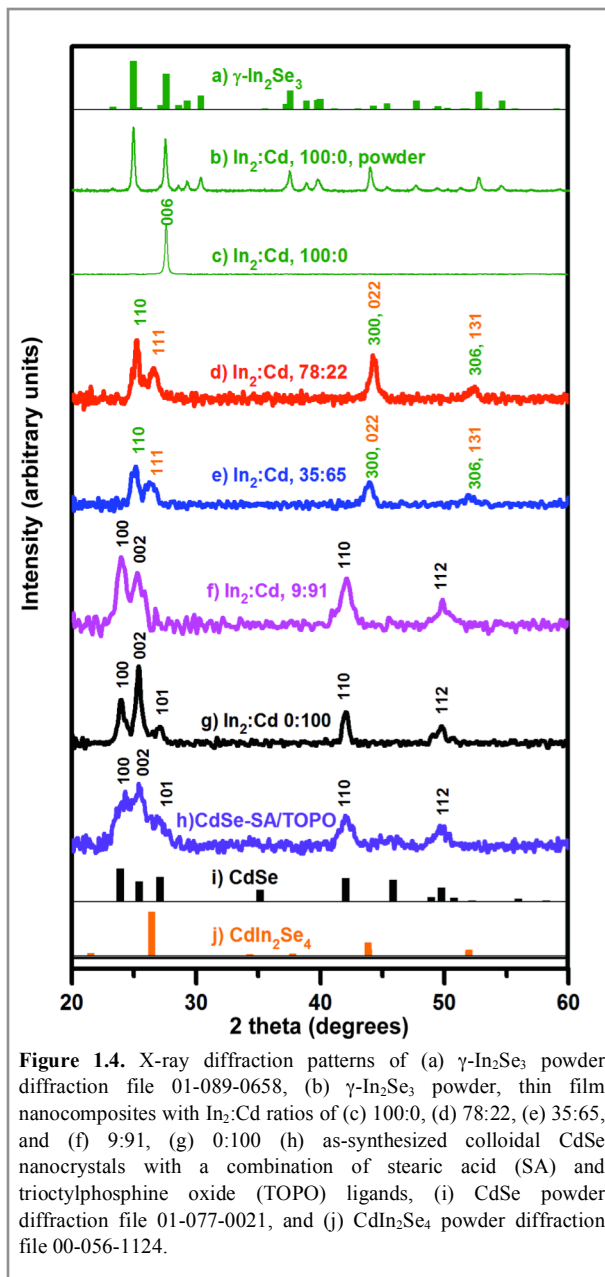 a) γ-In₂Se₃
b) In₂:Cd, 100:0, powder
006
c) In₂:Cd, 100:0
110
111
300, 022
306, 131
d) In₂:Cd, 78:22
110
111
300, 022
306, 131
e) In₂:Cd, 35:65
100
002
110
112
f) In₂:Cd, 9:91
100
002
101
110
112
g) In₂:Cd 0:100
100
002
101
110
112
h)CdSe-SA/TOPO
i) CdSe
j) CdIn₂Se₄
Intensity (arbitrary units)
20 30 40 50 60
2 theta (degrees)
Figure 1.4. X-ray diffraction patterns of (a) γ-In₂Se₃ powder
diffraction file 01-089-0658, (b) γ-In₂Se₃ powder, thin film
nanocomposites with In₂:Cd ratios of (c) 100:0, (d) 78:22, (e) 35:65,
and (f) 9:91, (g) 0:100 (h) as-synthesized colloidal CdSe
nanocrystals with a combination of stearic acid (SA) and
trioctylphosphine oxide (TOPO) ligands, (i) CdSe powder
diffraction file 01-077-0021, and (j) CdIn₂Se₄ powder diffraction
file 00-056-1124.